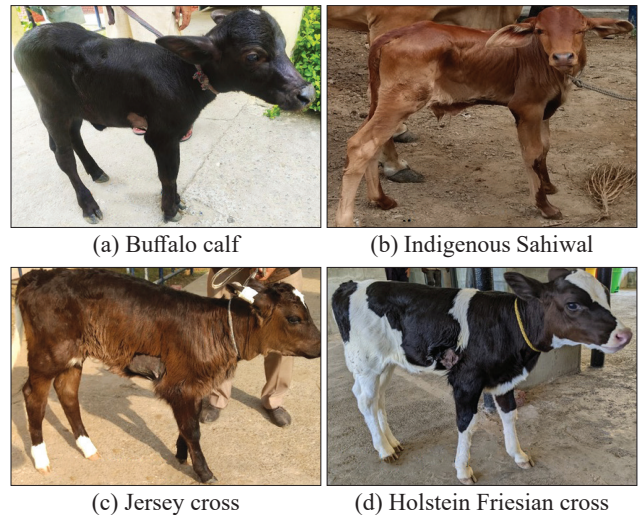 (a) Buffalo calf
(b) Indigenous Sahiwal
(c) Jersey cross
(d) Holstein Friesian cross